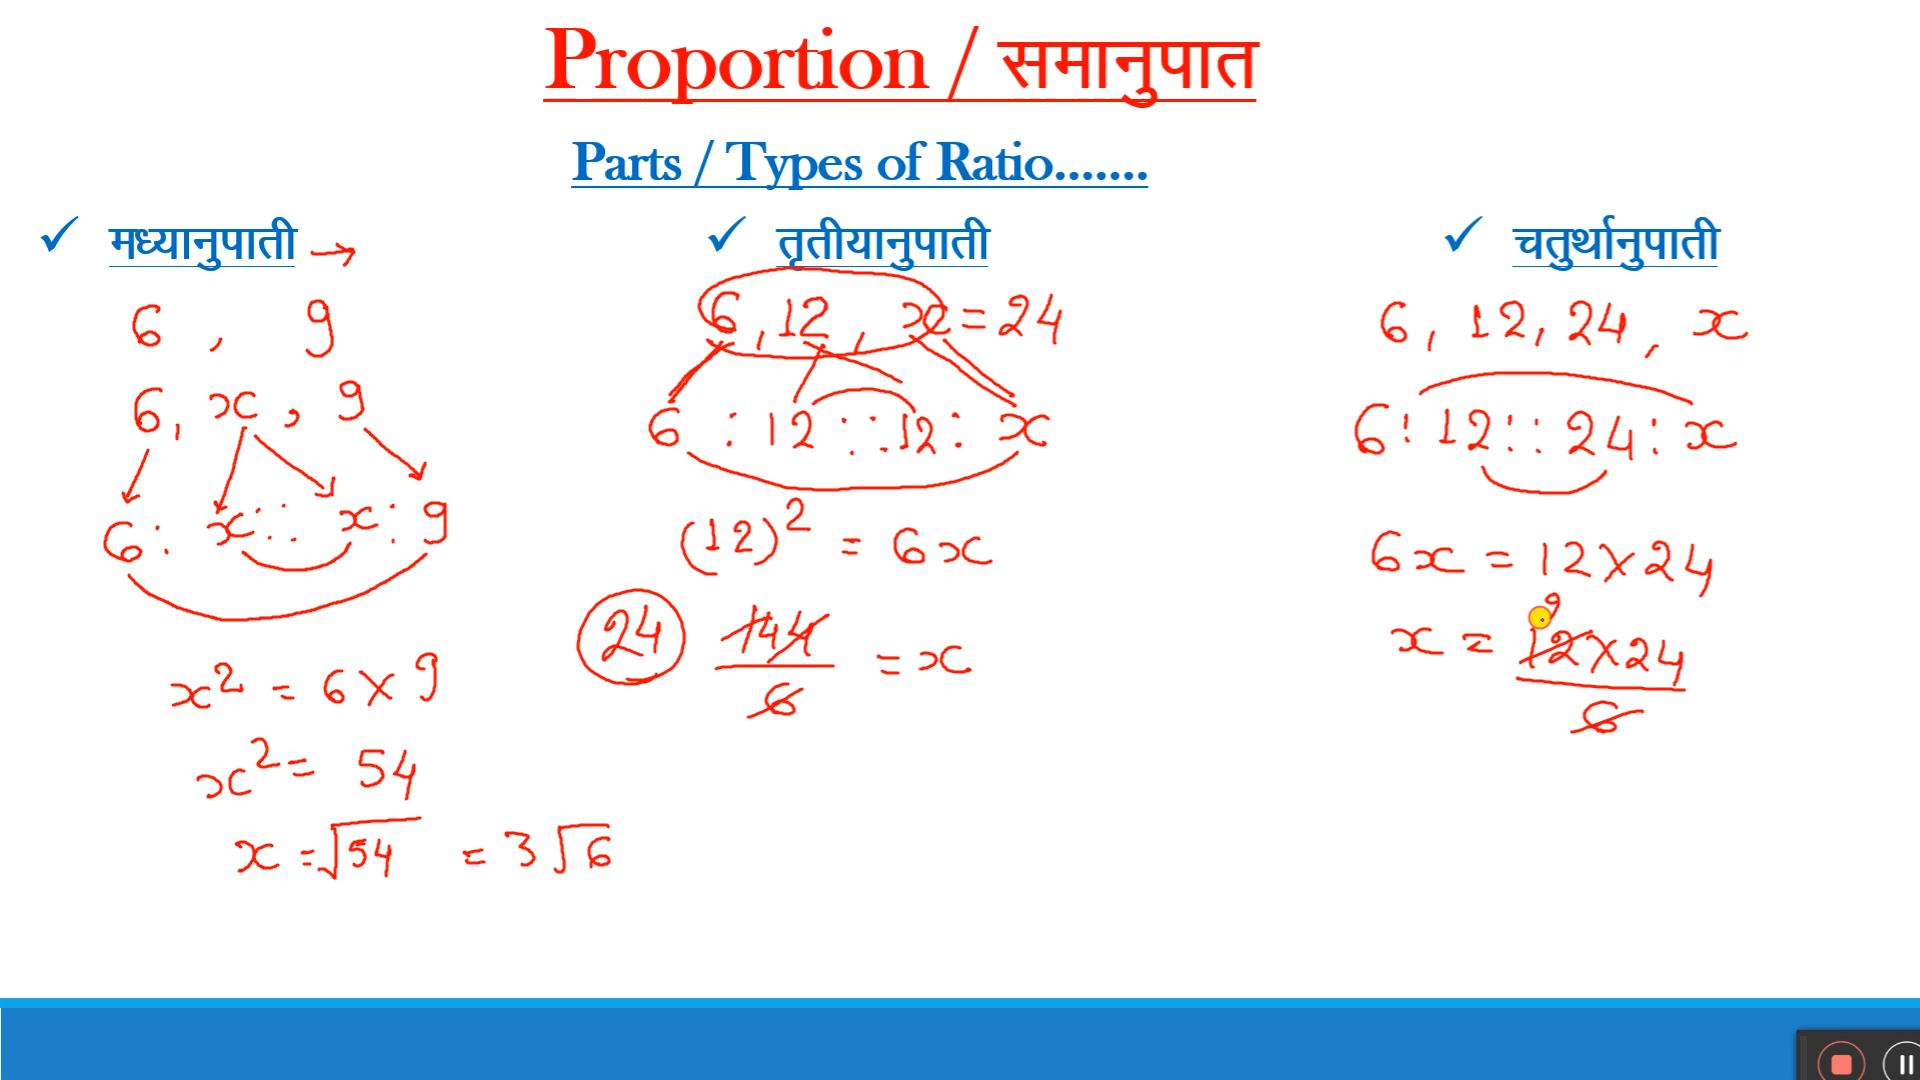 Proportion / समानुपात
Parts / Types of Ratio.......
✓ मध्यानुपाती →
6 , 9
6, x, 9
6 : x :: x : 9
x² = 6 × 9
x² = 54
x = √54 = 3√6
✓ तृतीयानुपाती
6, 12, x = 24
6 : 12 :: 12 : x
(12)² = 6x
24 144/6 = x
✓ चतुर्थानुपाती
6, 12, 24, x
6 : 12 :: 24 : x
6x = 12 × 24
x = 12 × 24/6